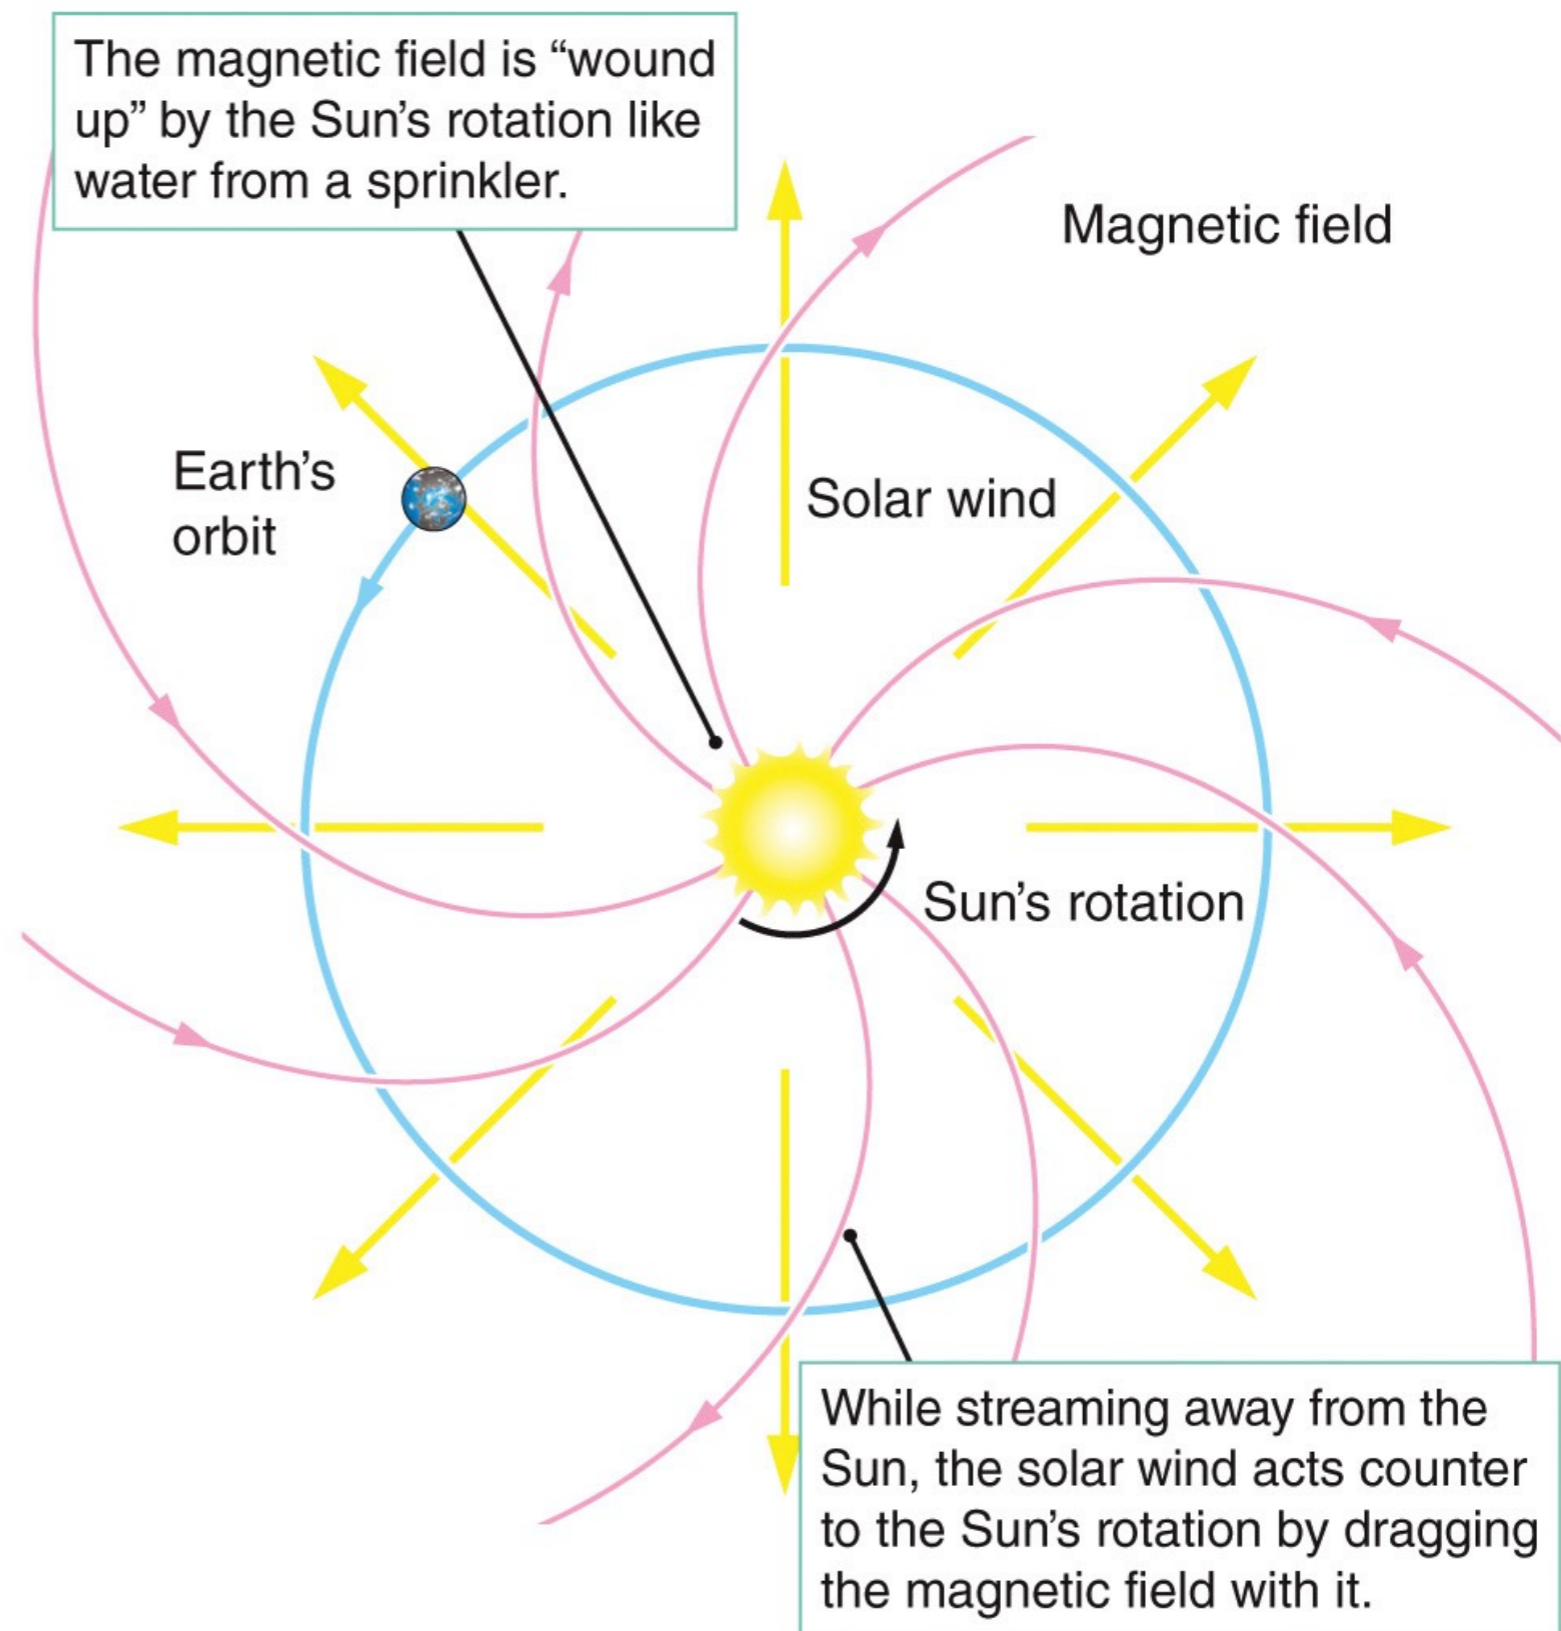 The magnetic field is “wound
up” by the Sun’s rotation like
water from a sprinkler.
Magnetic field
Earth’s
orbit
Solar wind
Sun’s rotation
While streaming away from the
Sun, the solar wind acts counter
to the Sun’s rotation by dragging
the magnetic field with it.